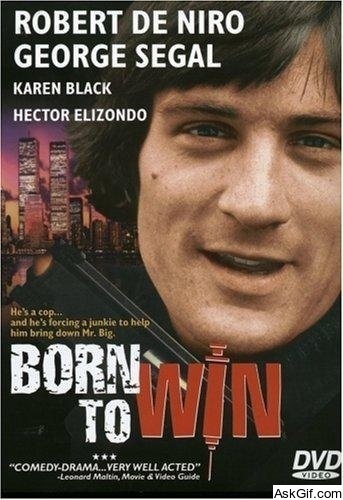 ROBERT DE NIRO
GEORGE SEGAL
KAREN BLACK
HECTOR ELIZONDO
He's a cop...
and he's forcing a junkie to help
him bring down Mr. Big.
BORN
TO WIN
★★★
"COMEDY-DRAMA...VERY WELL ACTED"
-Leonard Maltin, Movie & Video Guide
DVD
VIDEO
AskGif.com